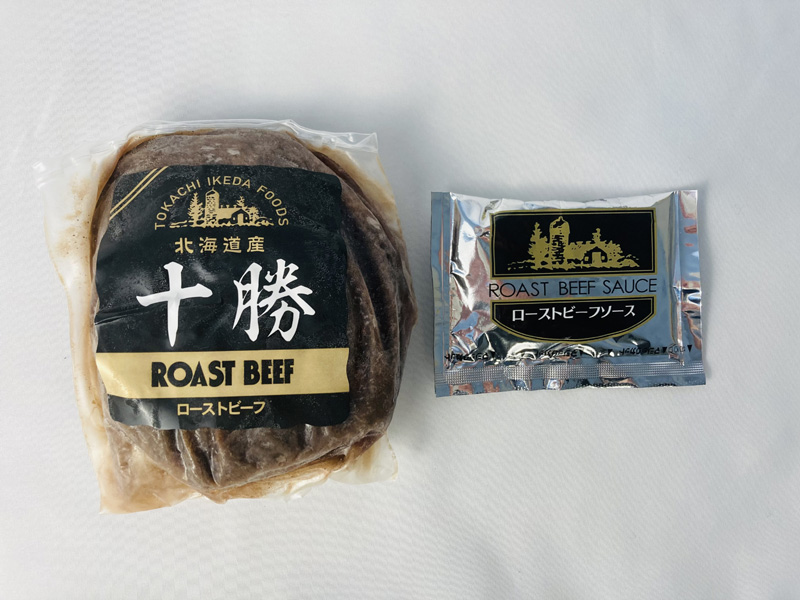 TOKACHI IKEDA FOODS
北海道産
十勝
ROAST BEEF
ローストビーフ
ROAST BEEF SAUCE
ローストビーフソース